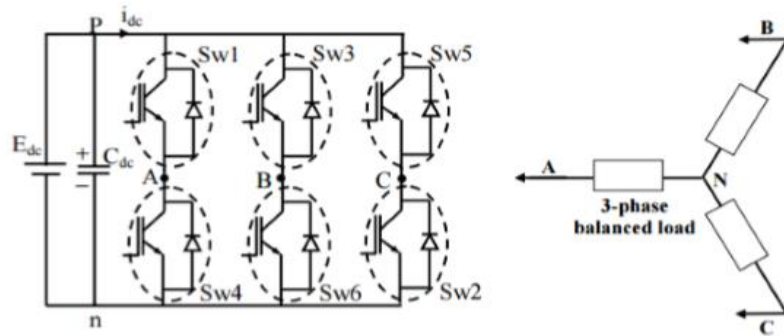 P
i_dc
Sw1
Sw3
Sw5
B
E_dc
+
C_dc
−
A
B
C
A
N
3-phase
balanced load
Sw4
Sw6
Sw2
n
C